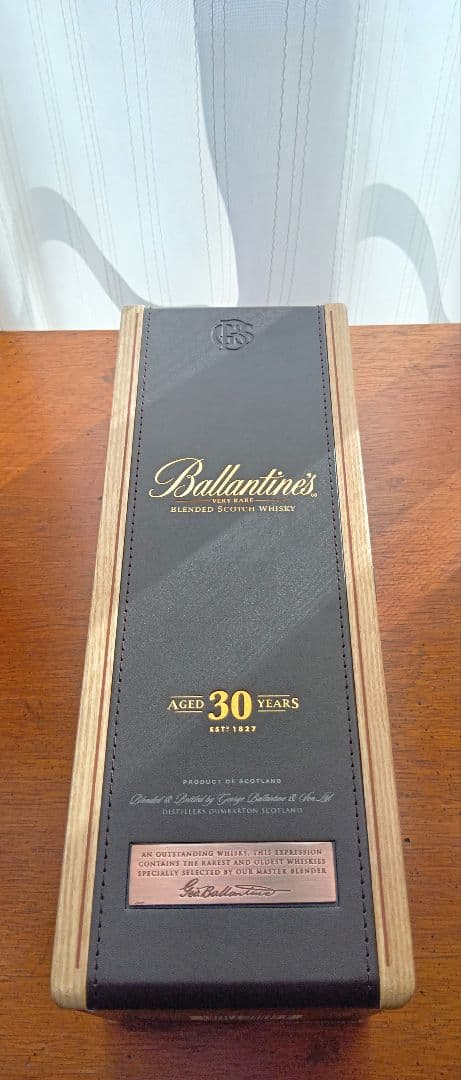 Ballantine's
VERY RARE
BLENDED SCOTCH WHISKY
AGED 30 YEARS
ESTD 1827
PRODUCT OF SCOTLAND
Blended & Bottled by George Ballantine & Son Ltd
DISTILLERS DUMBARTON SCOTLAND
AN OUTSTANDING WHISKY, THIS EXPRESSION
CONTAINS THE RAREST AND OLDEST WHISKIES
SPECIALLY SELECTED BY OUR MASTER BLENDER
Geo. Ballantine